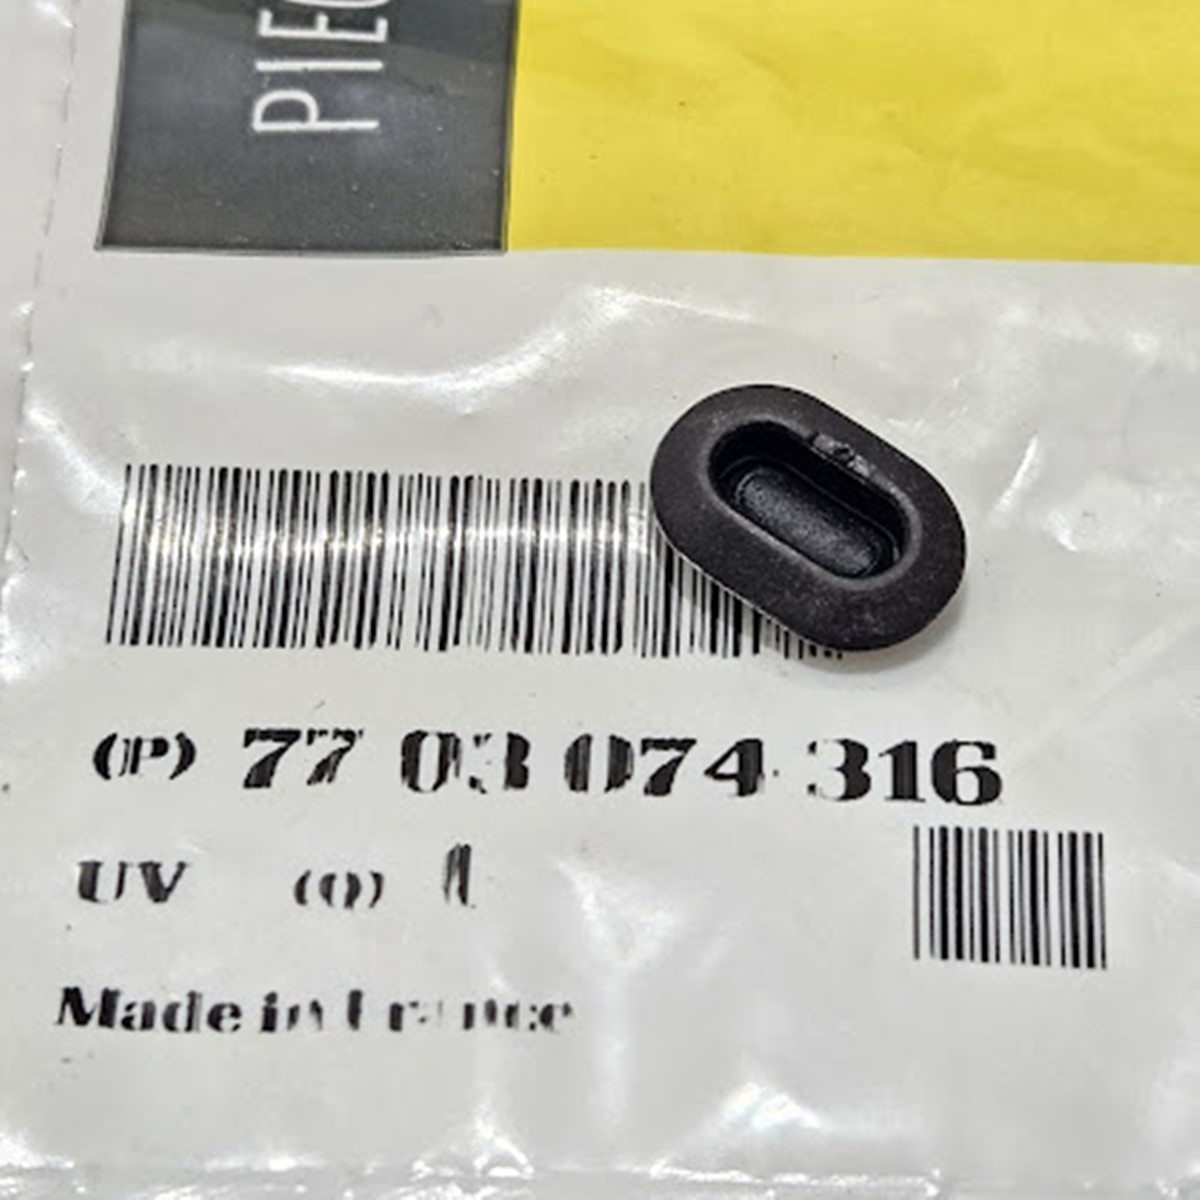 PIEC
(P) 77 03 074 316
UV (Q) 1
Made in France